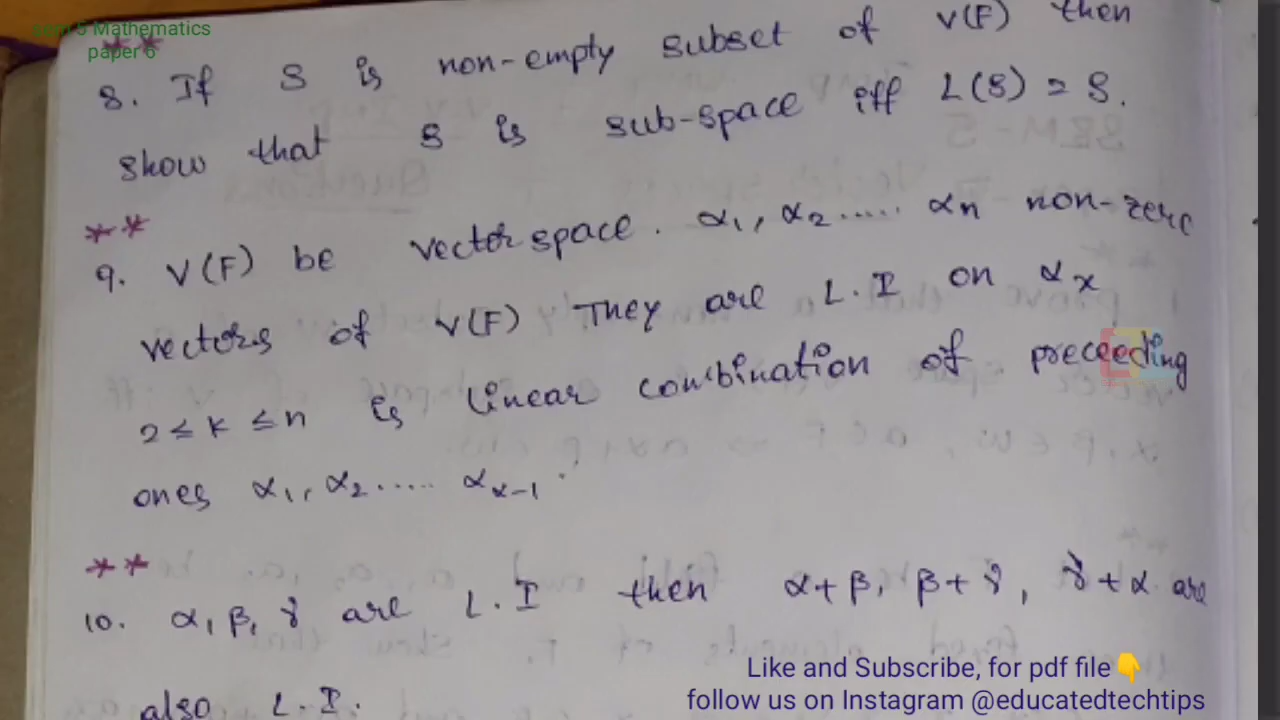 sem 5 Mathematics
paper 6
**
8. If S is non-empty subset of V(F) then
show that S is sub-space iff L(S) = S.
**
9. V(F) be vector space. α1, α2 ..... αn non-zero
vectors of V(F) They are L.I on αx
2 ≤ K ≤ n is linear combination of preceeding
ones α1, α2 ..... αx-1.
**
10. α, β, γ are L.I then α+β, β+γ, γ+α are
also L.I.
Like and Subscribe, for pdf file👇
follow us on Instagram @educatedtechtips